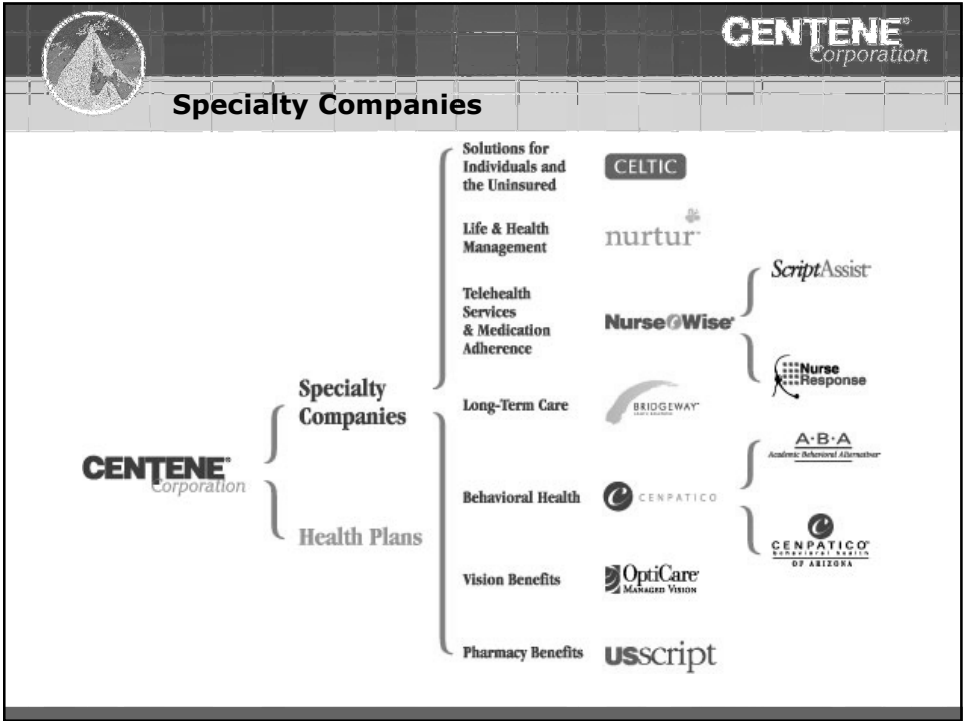 CENTENE®
Corporation
Specialty Companies
Solutions for
Individuals and
the Uninsured
CELTIC
Life & Health
Management
nurtur
ScriptAssist
Telehealth
Services
& Medication
Adherence
NurseWise®
Nurse
Response
Specialty
Companies
Long-Term Care
BRIDGEWAY
A·B·A
Academic Behavioral Alternatives
CENTENE®
Corporation
Behavioral Health
CENPATICO
CENPATICO®
behavioral health
OF ARIZONA
Health Plans
Vision Benefits
OptiCare
MANAGED VISION
Pharmacy Benefits
USscript